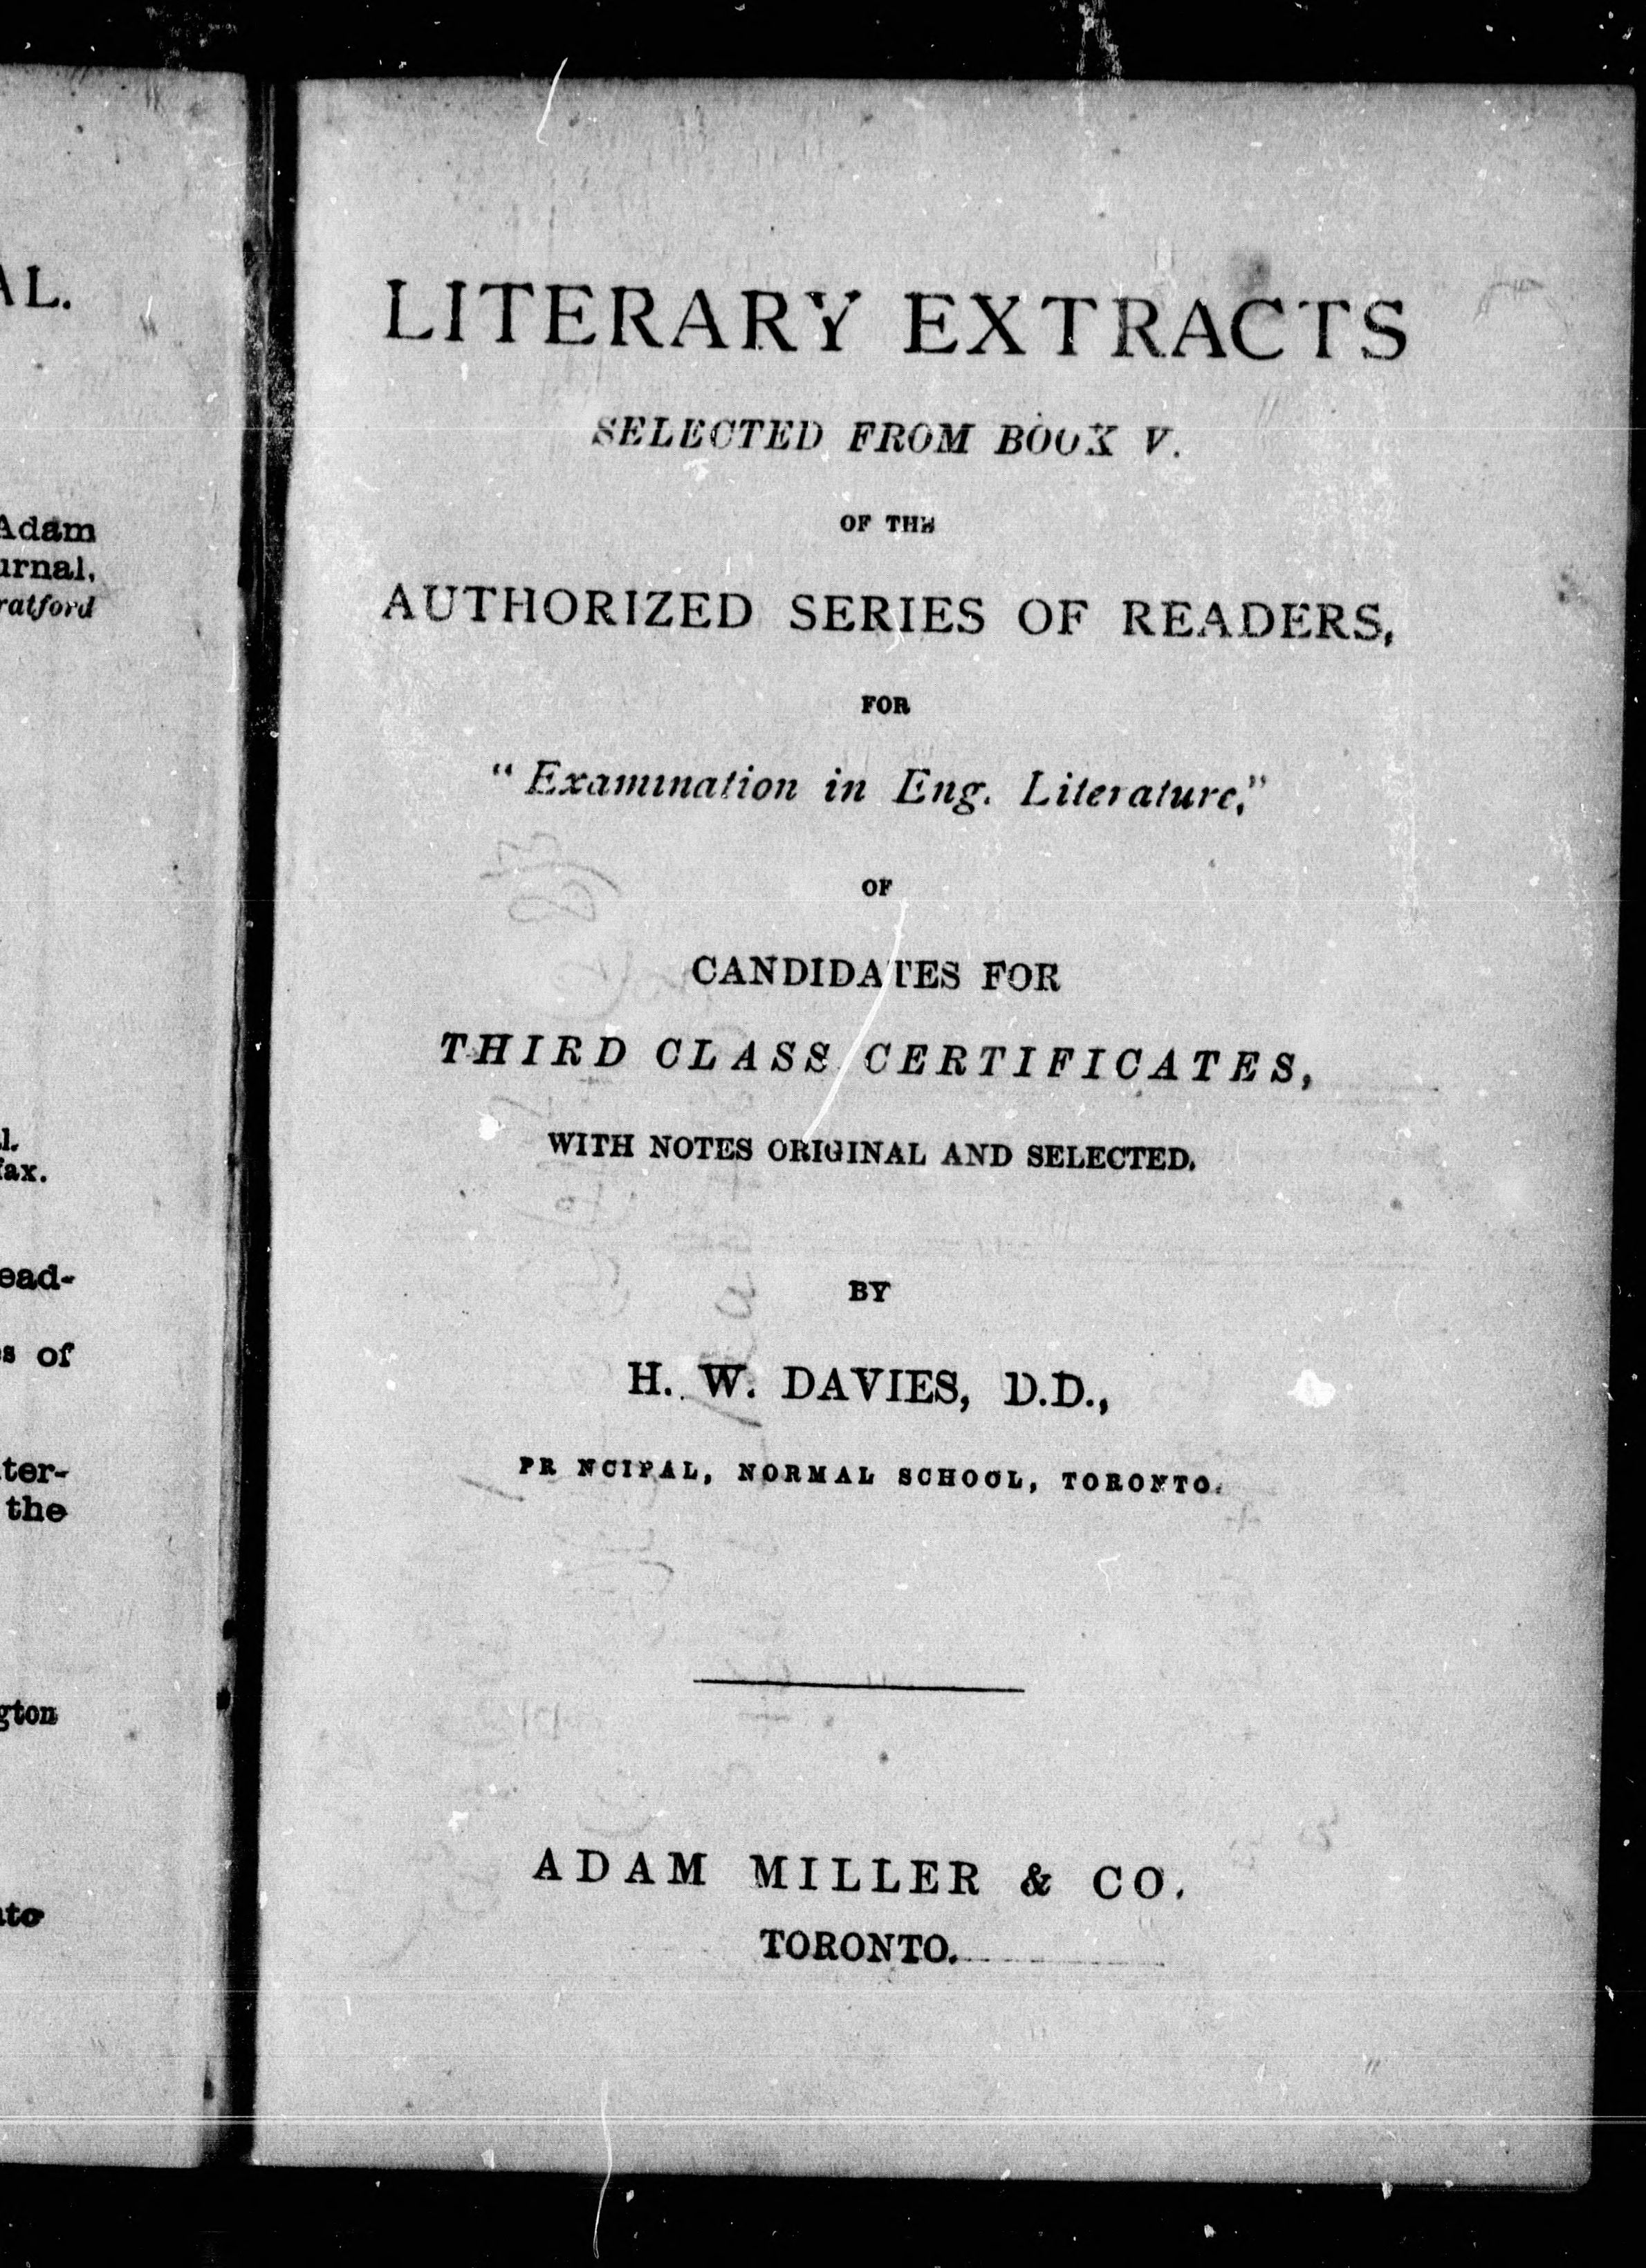 AL.
Adam
urnal,
ratford
l.
fax.
ead-
s of
ter-
the
gton
nto
LITERARY EXTRACTS
SELECTED FROM BOOK V.
OF THE
AUTHORIZED SERIES OF READERS,
FOR
"Examination in Eng. Literature,"
OF
CANDIDATES FOR
THIRD CLASS CERTIFICATES,
WITH NOTES ORIGINAL AND SELECTED.
BY
H. W. DAVIES, D.D.,
PR NCIPAL, NORMAL SCHOOL, TORONTO.
ADAM MILLER & CO.
TORONTO.